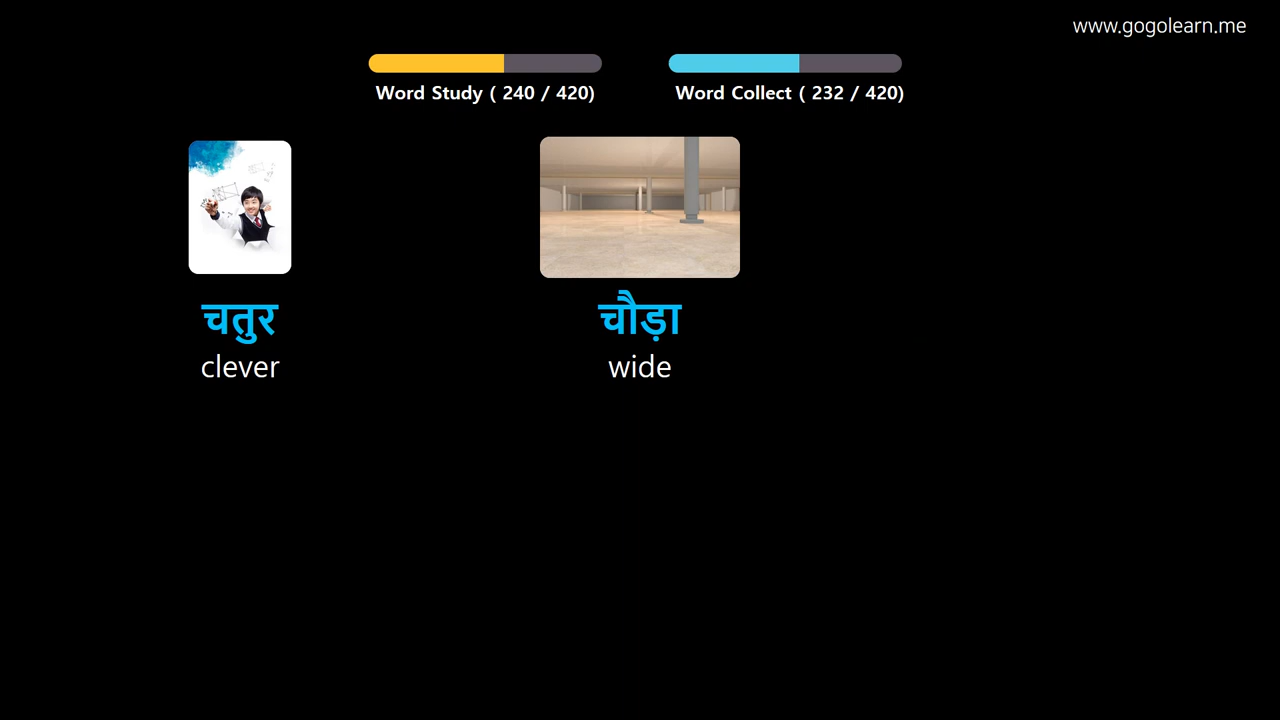 www.gogolearn.me
Word Study ( 240 / 420)
Word Collect ( 232 / 420)
चतुर
clever
चौड़ा
wide